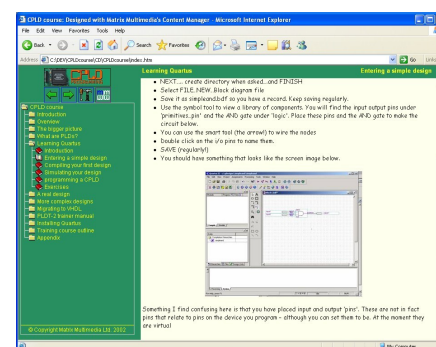 CPLD course: Designed with Matrix Multimedia's Content Manager - Microsoft Internet Explorer
File Edit View Favorites Tools Help
Back Search Favorites
Address C:\DEV\CPLDcourse\CD\CPLDcourse\index.htm Go
Learning Quartus Entering a simple design
CPLD course
Introduction
Overview
The bigger picture
What are PLDs?
Learning Quartus
Introduction
Entering a simple design
Compiling your first design
Simulating your design
programming a CPLD
Exercises
A real design
More complex designs
Migrating to VHDL
PLDT-2 trainer manual
Installing Quartus
Training course outline
Appendix
© Copyright Matrix Multimedia Ltd. 2002
NEXT.... create directory when asked...and FINISH
Select FILE..NEW..Block diagram file
Save it as simpleand.bdf so you have a record. Keep saving regularly.
Use the symbol tool to view a library of components. You will find the input output pins under
'primitives..pin' and the AND gate under 'logic'. Place these pins and the AND gate to make the
circuit below.
You can use the smart tool (the arrow!) to wire the nodes
Double click on the i/o pins to name them.
SAVE (regularly!)
You should have something that looks like the screen image below.
Something I find confusing here is that you have placed input and output 'pins'. These are not in fact
pins that relate to pins on the device you program - although you can set them to be. At the moment they
are virtual
My Computer